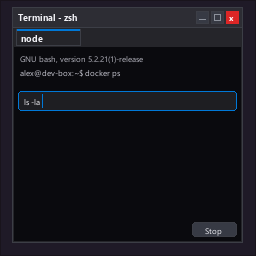 Terminal - zsh
node
GNU bash, version 5.2.21(1)-release
alex@dev-box:~$ docker ps
ls -la
Stop